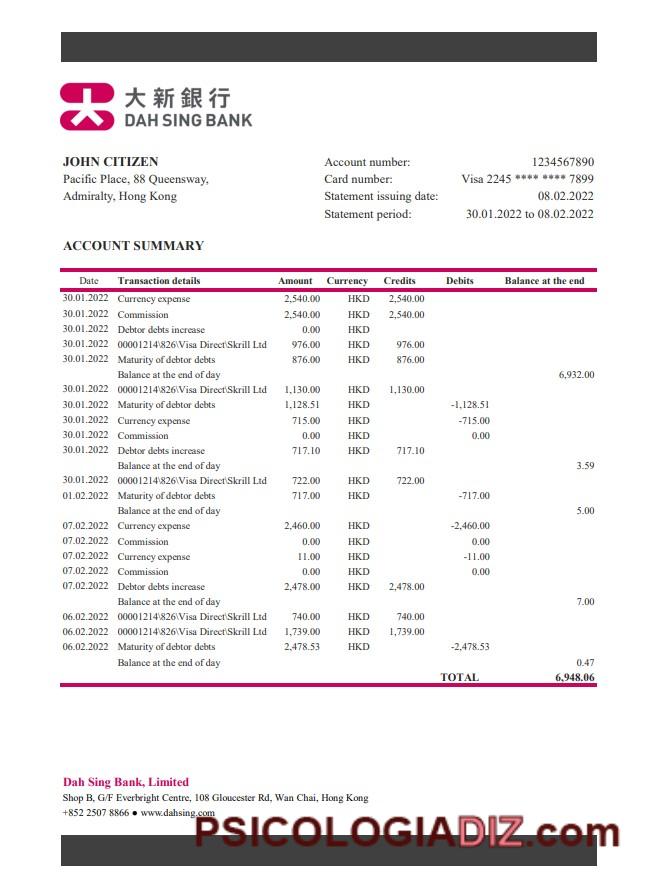 大新銀行
DAH SING BANK
JOHN CITIZEN
Pacific Place, 88 Queensway,
Admiralty, Hong Kong
Account number: 1234567890
Card number: Visa 2245 **** **** 7899
Statement issuing date: 08.02.2022
Statement period: 30.01.2022 to 08.02.2022
ACCOUNT SUMMARY
Date Transaction details Amount Currency Credits Debits Balance at the end
30.01.2022 Currency expense 2,540.00 HKD 2,540.00
30.01.2022 Commission 2,540.00 HKD 2,540.00
30.01.2022 Debtor debts increase 0.00 HKD
30.01.2022 00001214\826\Visa Direct\Skrill Ltd 976.00 HKD 976.00
30.01.2022 Maturity of debtor debts 876.00 HKD 876.00
Balance at the end of day 6,932.00
30.01.2022 00001214\826\Visa Direct\Skrill Ltd 1,130.00 HKD 1,130.00
30.01.2022 Maturity of debtor debts 1,128.51 HKD -1,128.51
30.01.2022 Currency expense 715.00 HKD -715.00
30.01.2022 Commission 0.00 HKD 0.00
30.01.2022 Debtor debts increase 717.10 HKD 717.10
Balance at the end of day 3.59
30.01.2022 00001214\826\Visa Direct\Skrill Ltd 722.00 HKD 722.00
01.02.2022 Maturity of debtor debts 717.00 HKD -717.00
Balance at the end of day 5.00
07.02.2022 Currency expense 2,460.00 HKD -2,460.00
07.02.2022 Commission 0.00 HKD 0.00
07.02.2022 Currency expense 11.00 HKD -11.00
07.02.2022 Commission 0.00 HKD 0.00
07.02.2022 Debtor debts increase 2,478.00 HKD 2,478.00
Balance at the end of day 7.00
06.02.2022 00001214\826\Visa Direct\Skrill Ltd 740.00 HKD 740.00
06.02.2022 00001214\826\Visa Direct\Skrill Ltd 1,739.00 HKD 1,739.00
06.02.2022 Maturity of debtor debts 2,478.53 HKD -2,478.53
Balance at the end of day 0.47
TOTAL 6,948.06
Dah Sing Bank, Limited
Shop B, G/F Everbright Centre, 108 Gloucester Rd, Wan Chai, Hong Kong
+852 2507 8866 ● www.dahsing.com
PSICOLOGIADIZ.com